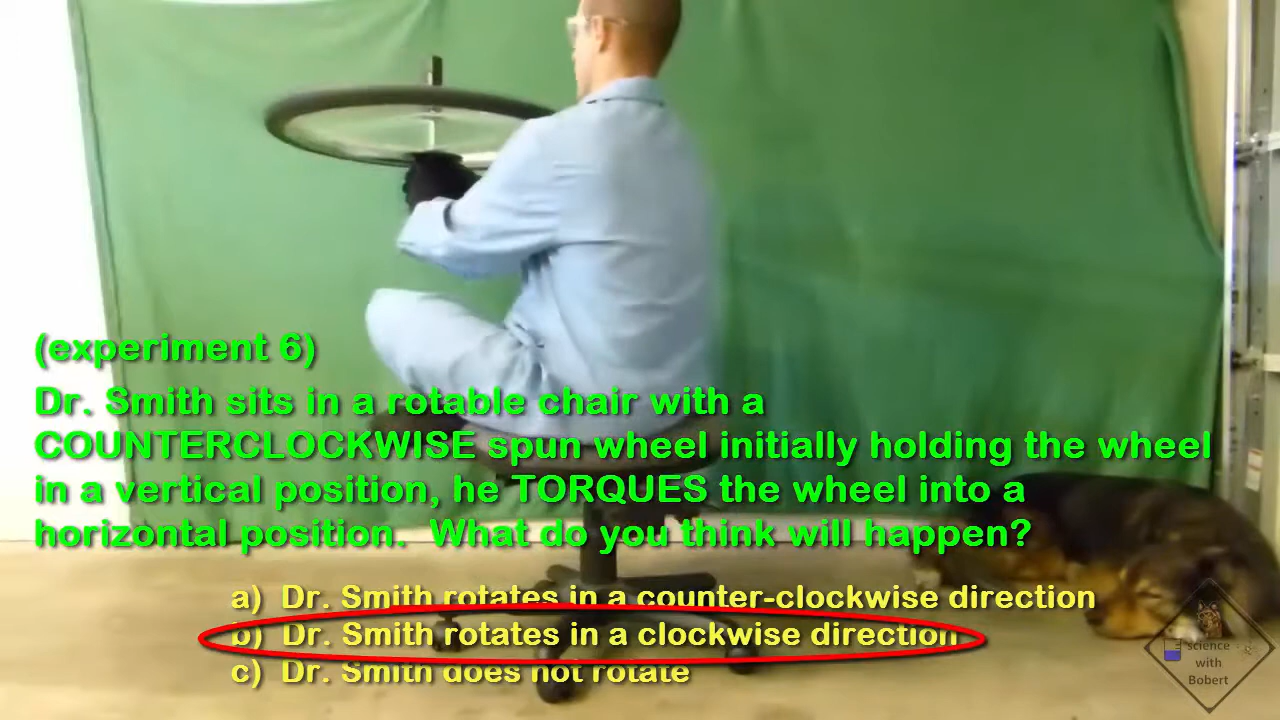 (experiment 6)
Dr. Smith sits in a rotable chair with a
COUNTERCLOCKWISE spun wheel initially holding the wheel
in a vertical position, he TORQUES the wheel into a
horizontal position. What do you think will happen?
a) Dr. Smith rotates in a counter-clockwise direction
b) Dr. Smith rotates in a clockwise direction
c) Dr. Smith does not rotate
science
with
Bobert